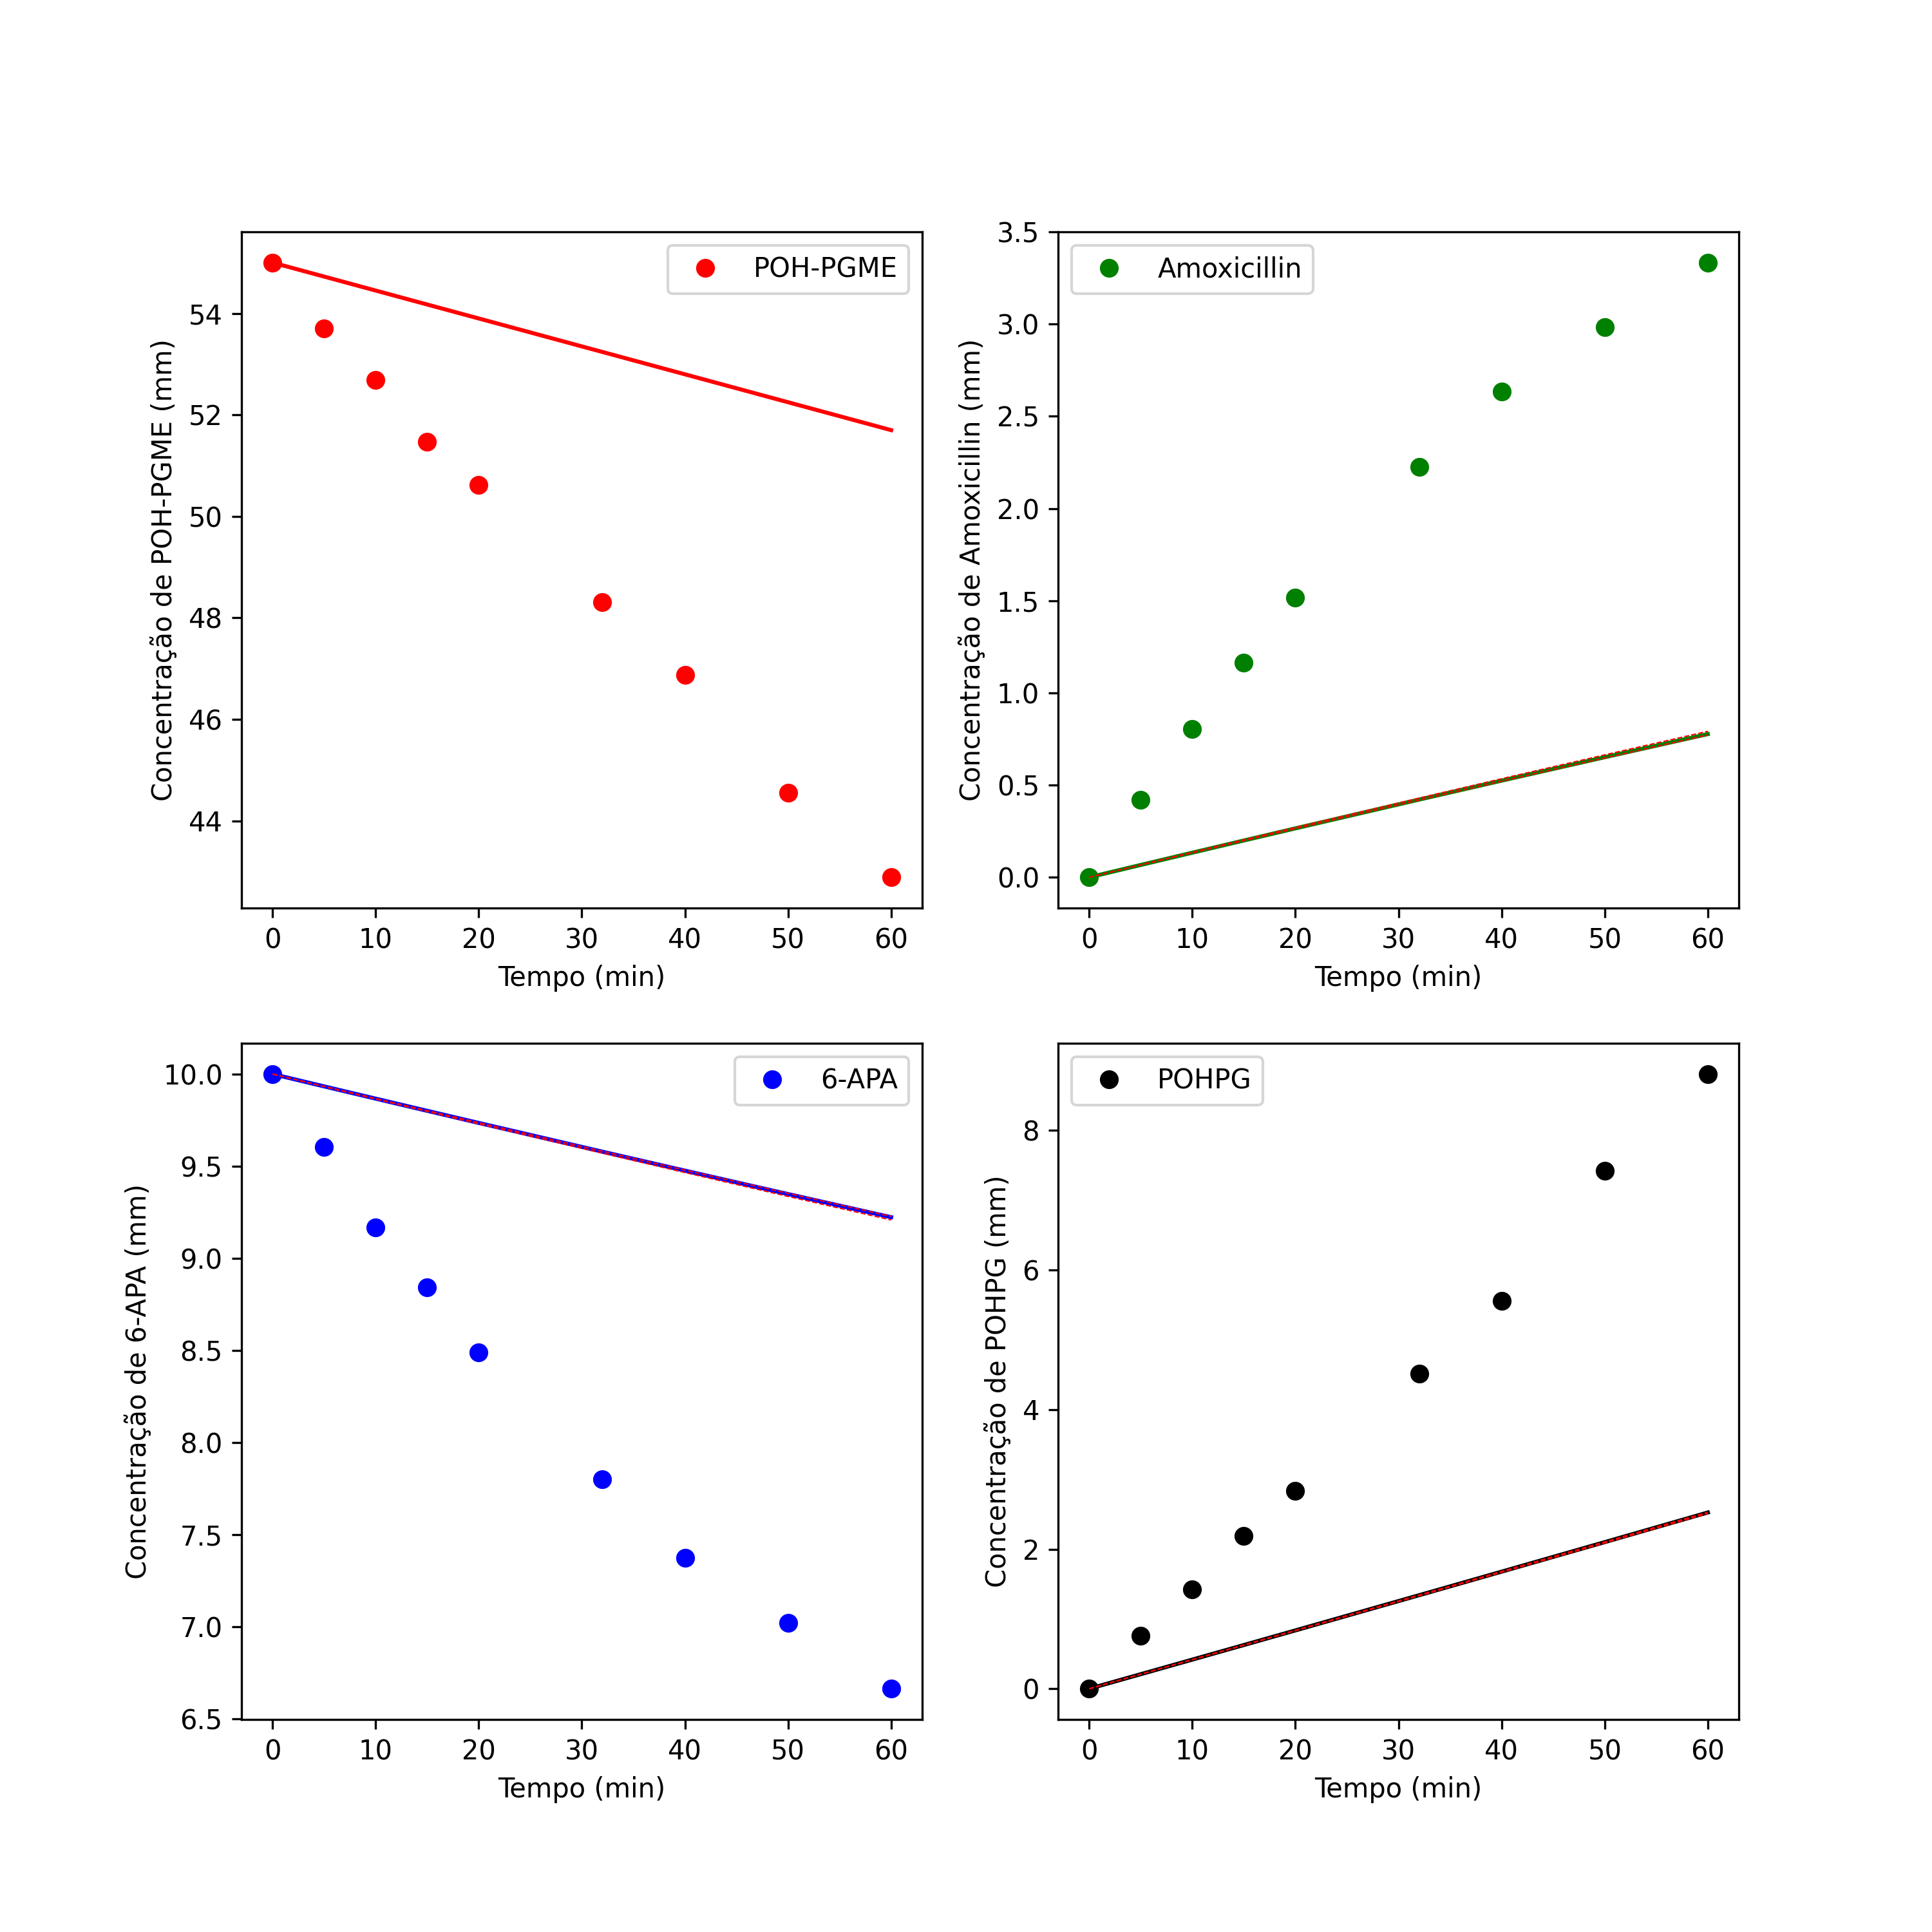 POH-PGME
Concentração de POH-PGME (mm)
54
52
50
48
46
44
0 10 20 30 40 50 60
Tempo (min)
Amoxicillin
Concentração de Amoxicillin (mm)
3.5
3.0
2.5
2.0
1.5
1.0
0.5
0.0
0 10 20 30 40 50 60
Tempo (min)
6-APA
Concentração de 6-APA (mm)
10.0
9.5
9.0
8.5
8.0
7.5
7.0
6.5
0 10 20 30 40 50 60
Tempo (min)
POHPG
Concentração de POHPG (mm)
8
6
4
2
0
0 10 20 30 40 50 60
Tempo (min)